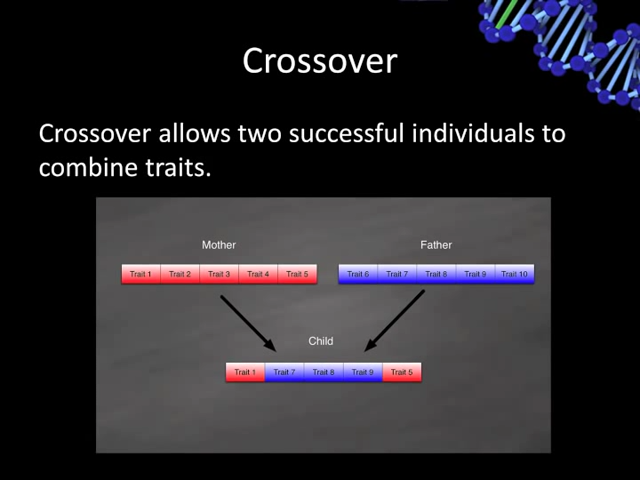 Crossover
Crossover allows two successful individuals to
combine traits.
Mother
Father
Trait 1 Trait 2 Trait 3 Trait 4 Trait 5
Trait 6 Trait 7 Trait 8 Trait 9 Trait 10
Child
Trait 1 Trait 7 Trait 8 Trait 9 Trait 5